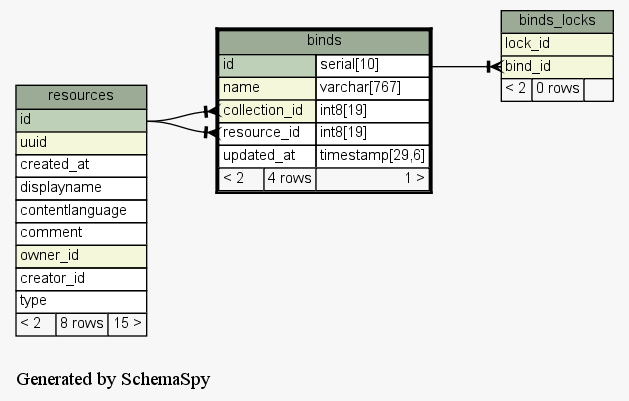 resources
id
uuid
created_at
displayname
contentlanguage
comment
owner_id
creator_id
type
< 2 8 rows 15 >
binds
id serial[10]
name varchar[767]
collection_id int8[19]
resource_id int8[19]
updated_at timestamp[29,6]
< 2 4 rows 1 >
binds_locks
lock_id
bind_id
< 2 0 rows
Generated by SchemaSpy